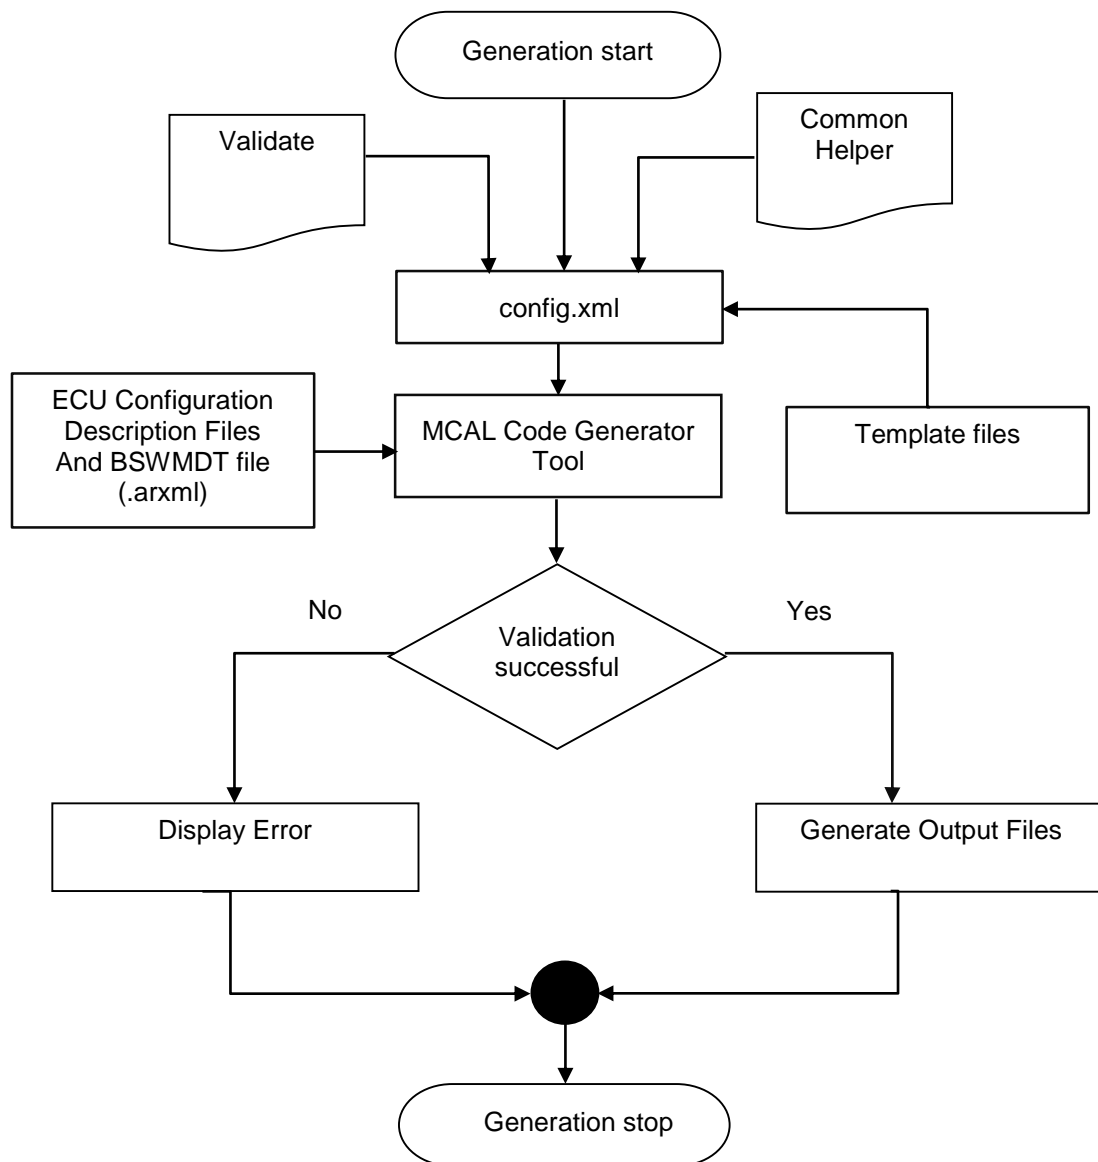 Generation start
Validate
Common
Helper
config.xml
ECU Configuration
Description Files
And BSWMDT file
(.arxml)
MCAL Code Generator
Tool
Template files
No
Yes
Validation
successful
Display Error
Generate Output Files
Generation stop